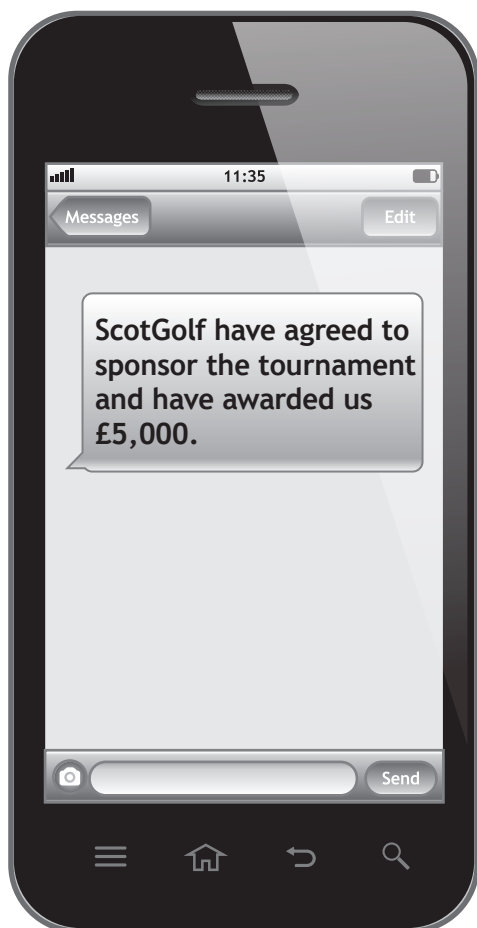 11:35
Messages
Edit
ScotGolf have agreed to
sponsor the tournament
and have awarded us
£5,000.
Send